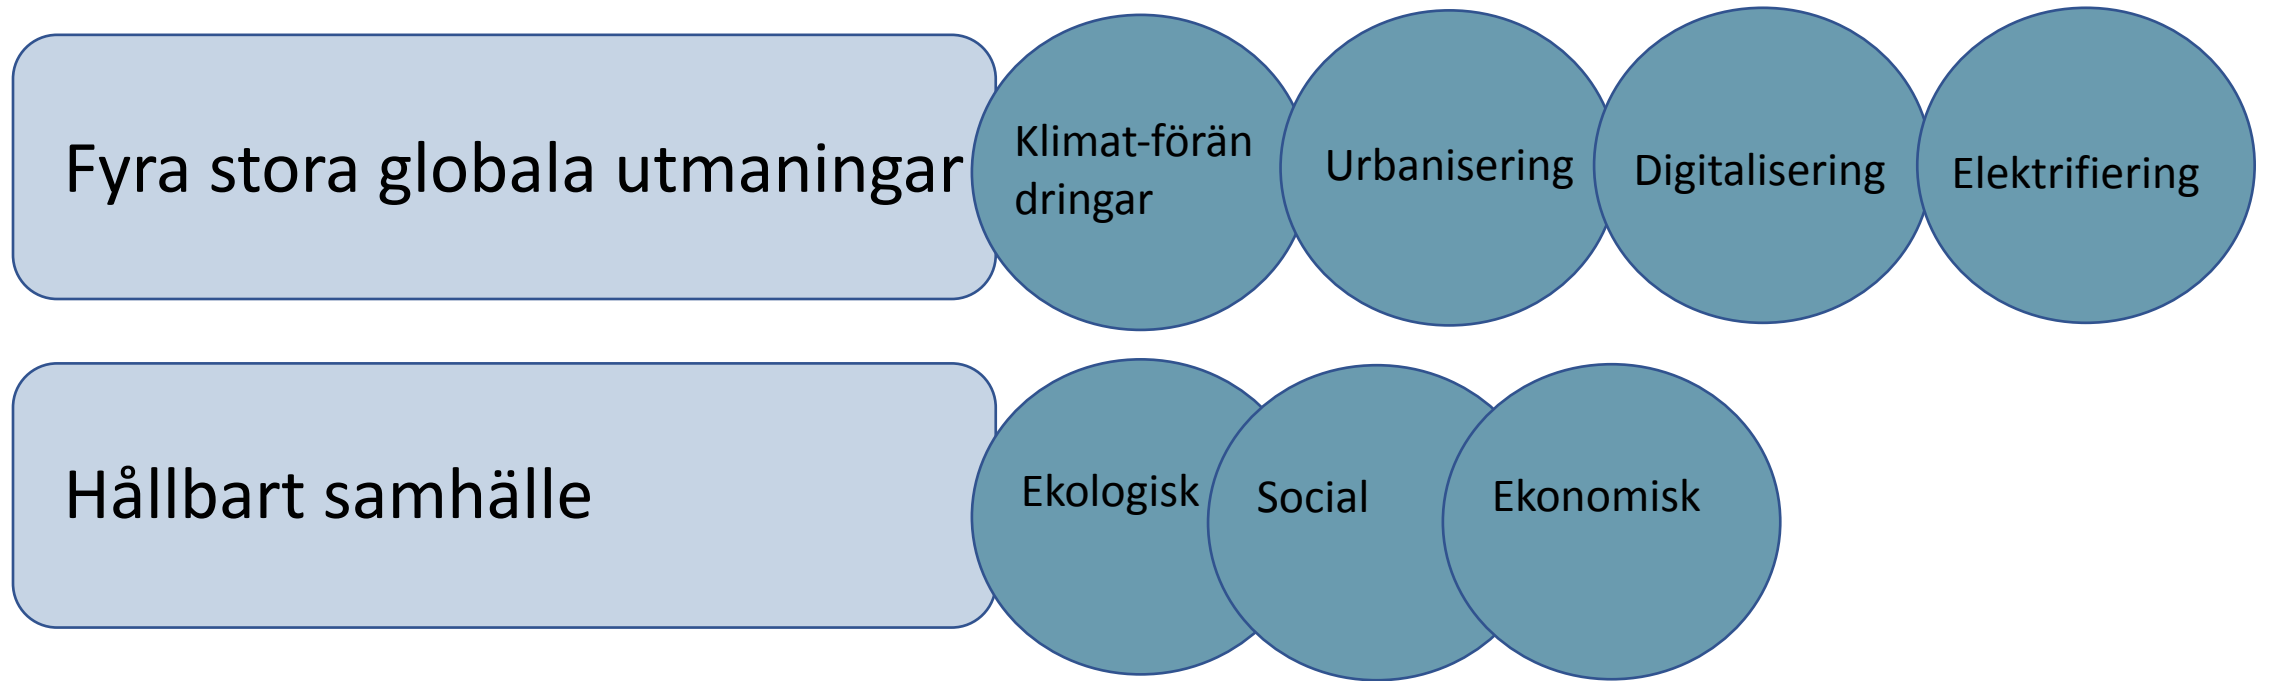 Fyra stora globala utmaningar
Klimat-förän
dringar
Urbanisering
Digitalisering
Elektrifiering
Hållbart samhälle
Ekologisk
Social
Ekonomisk